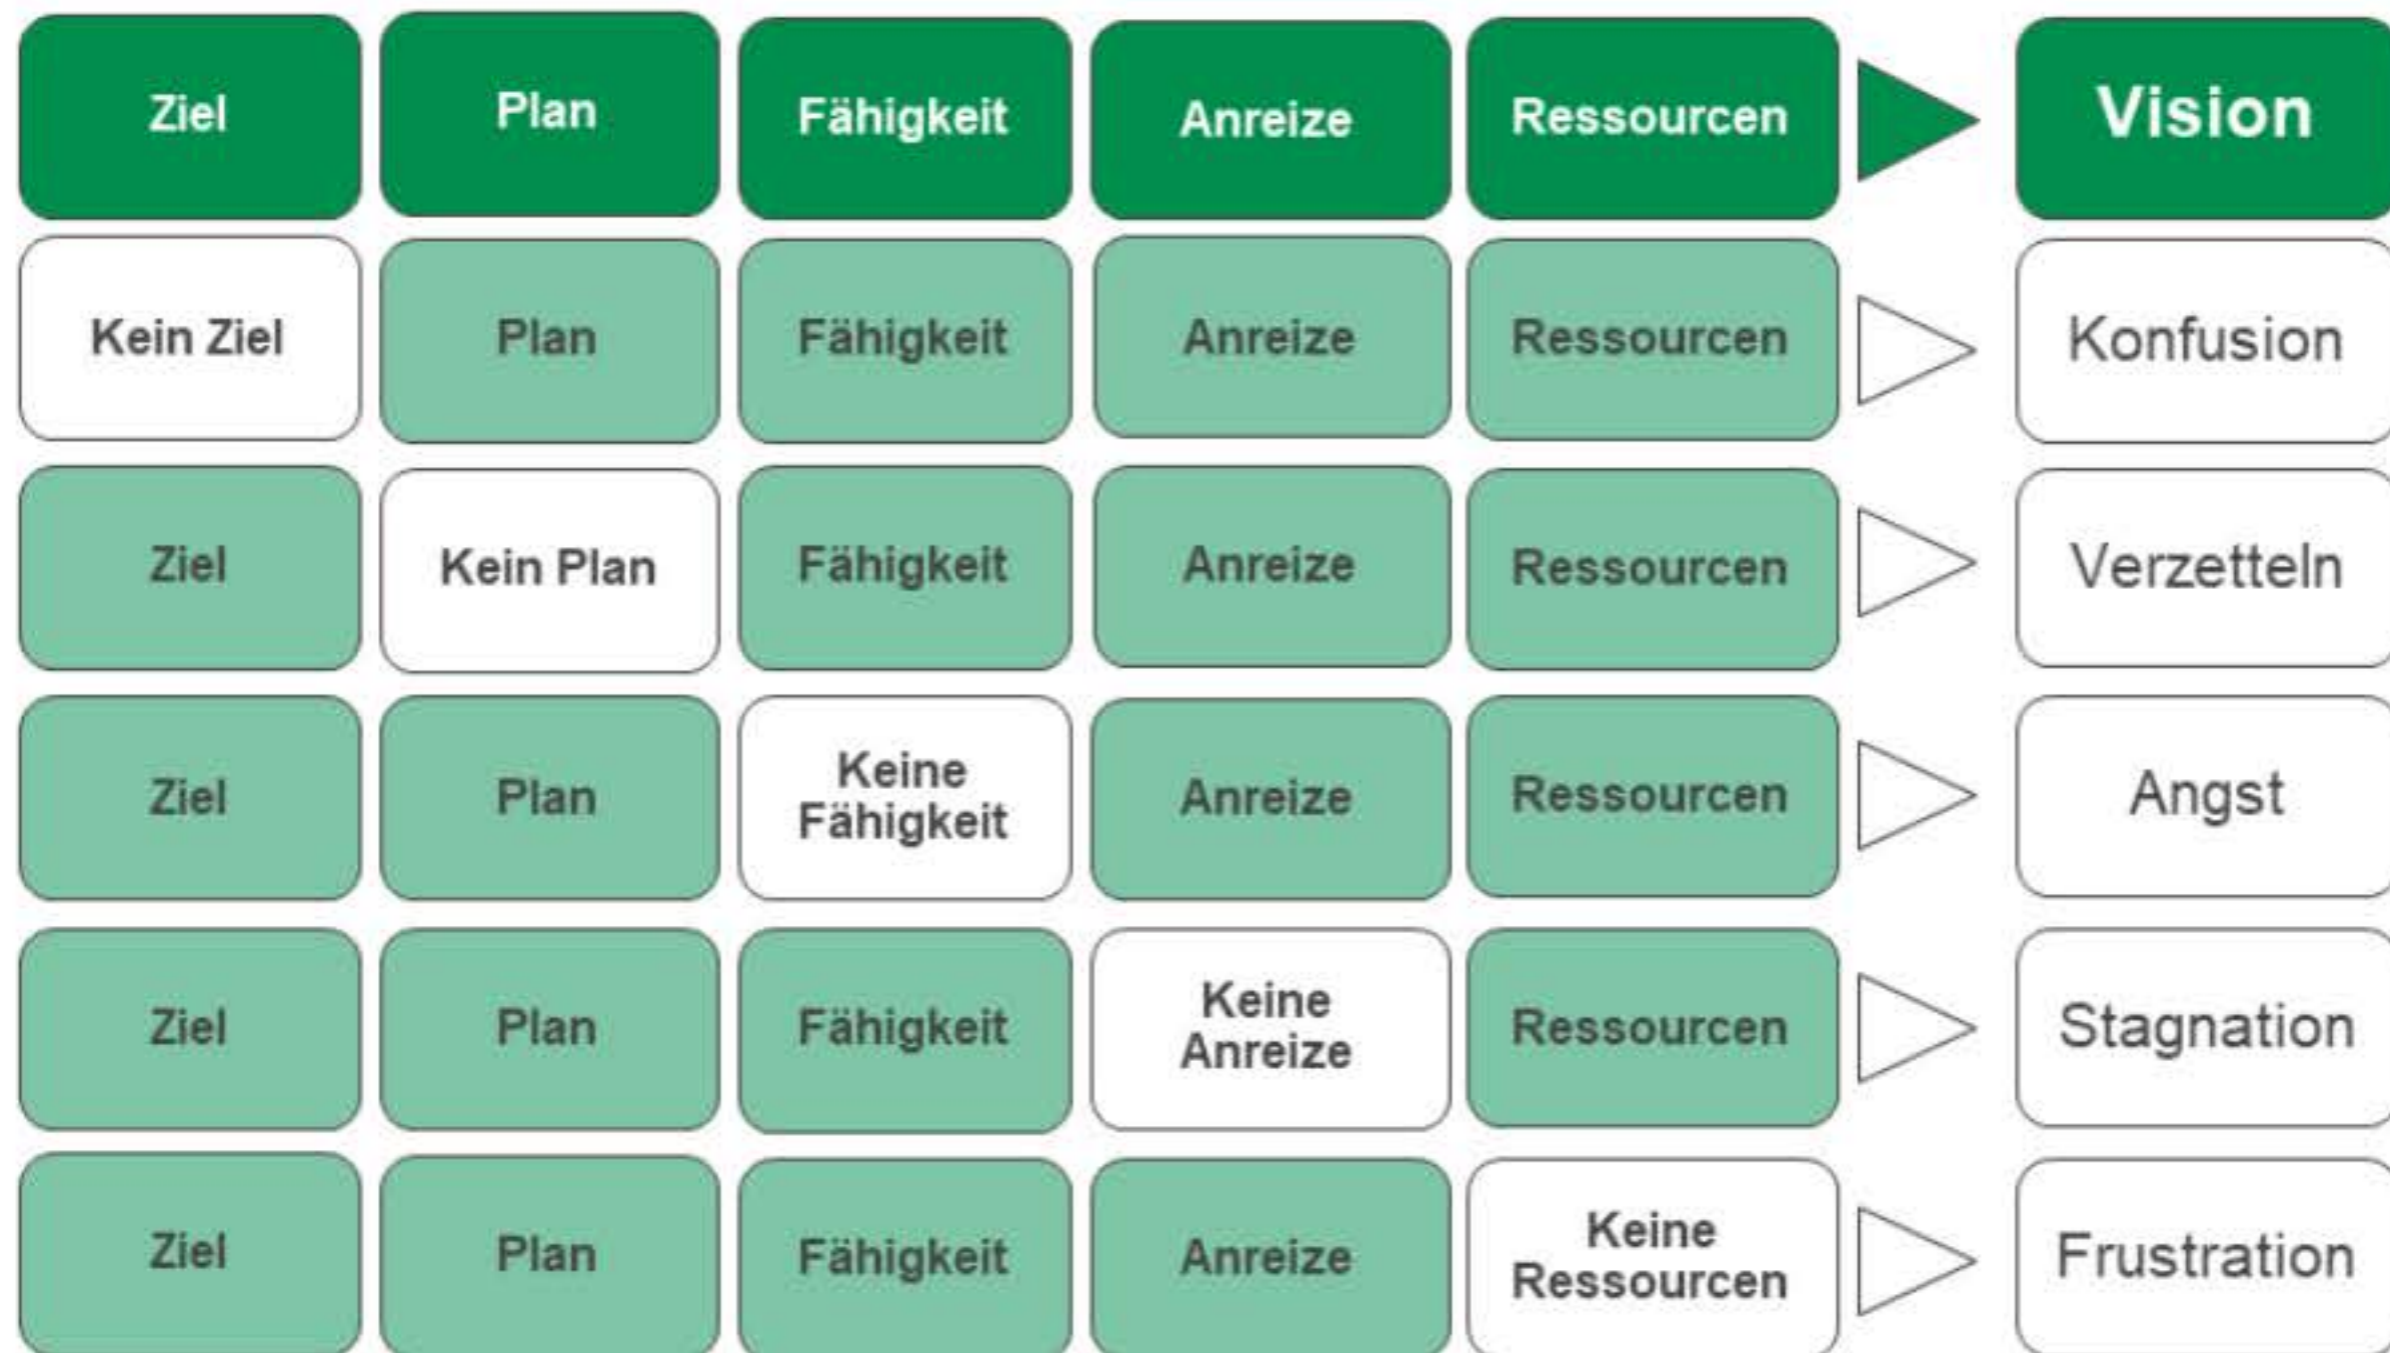 Ziel Plan Fähigkeit Anreize Ressourcen Vision
Kein Ziel Plan Fähigkeit Anreize Ressourcen Konfusion
Ziel Kein Plan Fähigkeit Anreize Ressourcen Verzetteln
Ziel Plan Keine
Fähigkeit Anreize Ressourcen Angst
Ziel Plan Fähigkeit Keine
Anreize Ressourcen Stagnation
Ziel Plan Fähigkeit Anreize Keine
Ressourcen Frustration